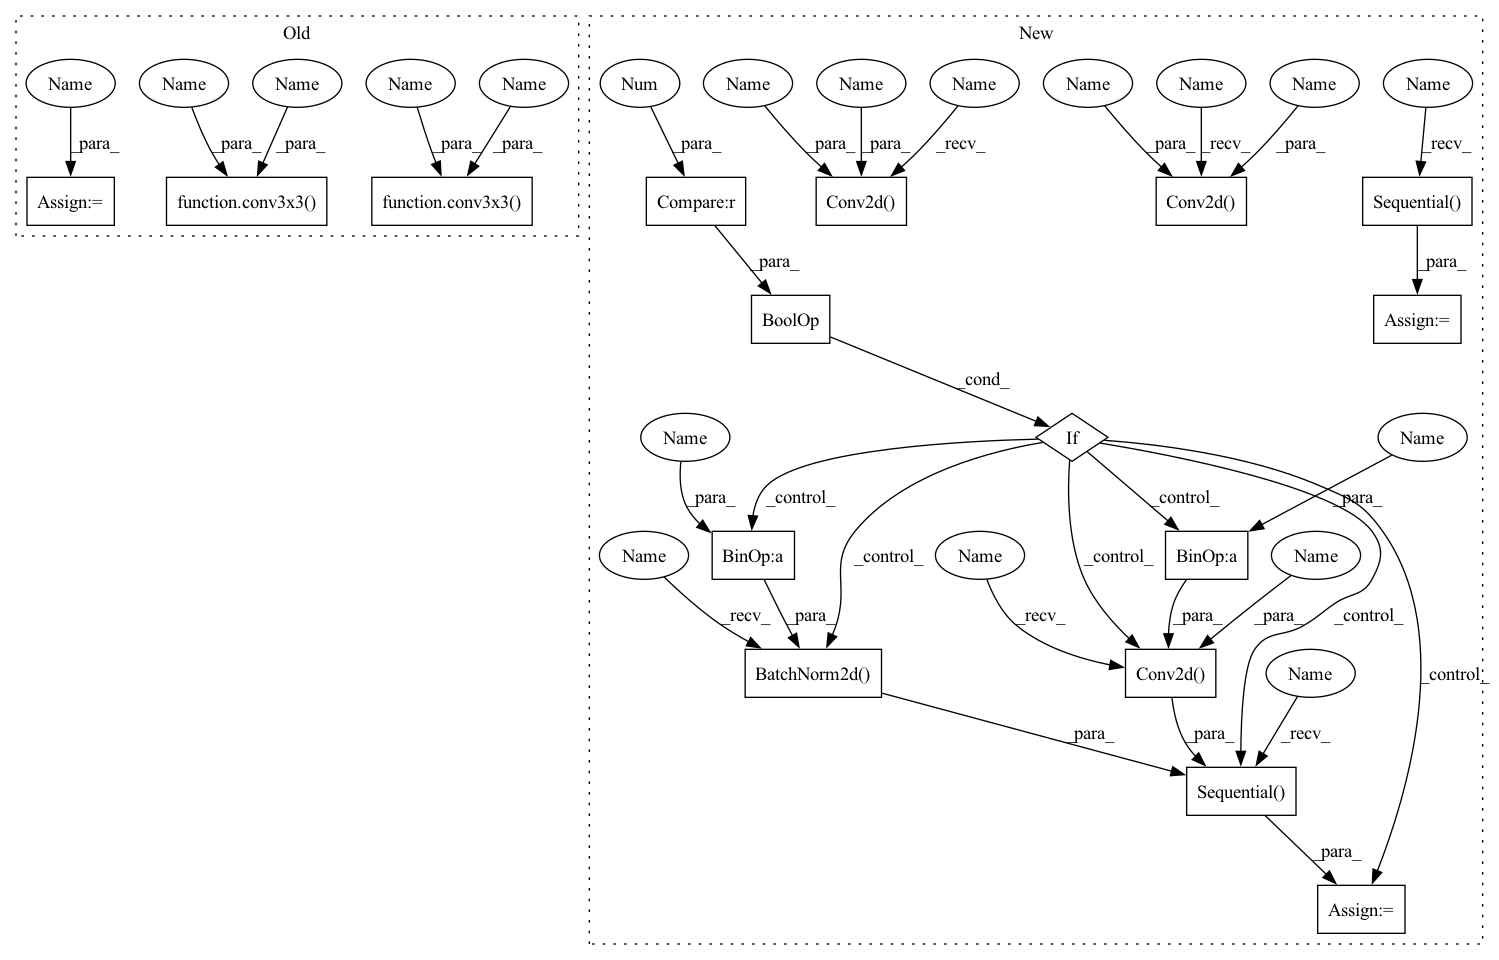 Old
New
Name
Name
Name
Name
Name
Num
Name
Name
Name
Name
Name
Name
Name
_para_
_para_
_para_
_para_
_para_
_para_
_para_
_para_
_recv_
_para_
_recv_
_para_
_recv_
Assign:=
function.conv3x3()
function.conv3x3()
Compare:r
Conv2d()
Conv2d()
Sequential()
_para_
_para_
BoolOp
Assign:=
_cond_
Name
If
Name
_para_
_control_
_control_
_para_
Name
BinOp:a
_control_
Name
_control_
BinOp:a
Name
_recv_
_para_
_recv_
_para_
_para_
_control_
BatchNorm2d()
Conv2d()
Name
_control_
_para_
_para_
_recv_
Sequential()
_para_
Assign:=